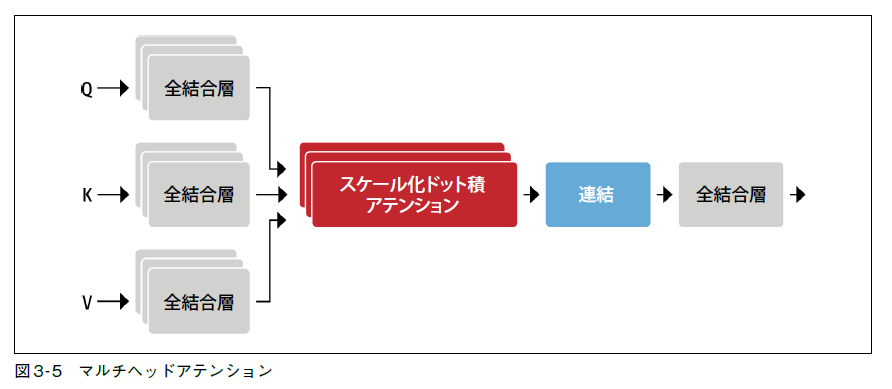 Q
全結合層
K
全結合層
V
全結合層
スケール化ドット積
アテンション
連結
全結合層
図3-5　マルチヘッドアテンション